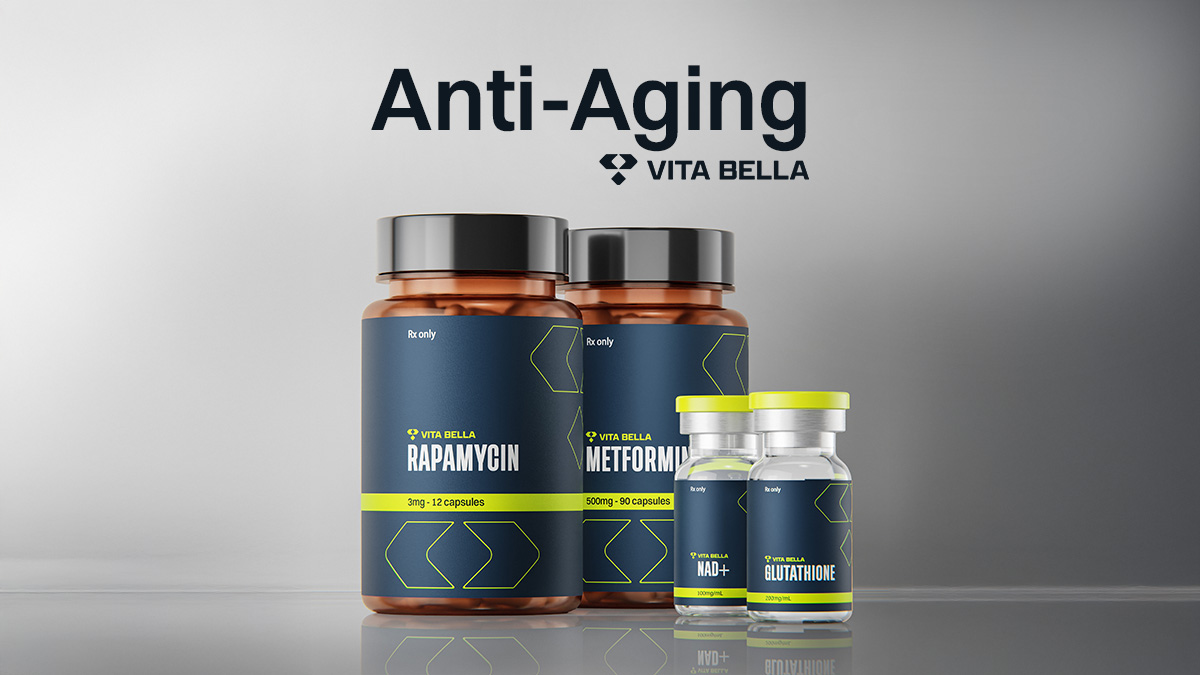 Anti-Aging
VITA BELLA
Rx only
VITA BELLA
RAPAMYCIN
3mg - 12 capsules
Rx only
VITA BELLA
METFORMIN
500mg - 90 capsules
Rx only
VITA BELLA
NAD+
100mg/mL
Rx only
VITA BELLA
GLUTATHIONE
200mg/mL